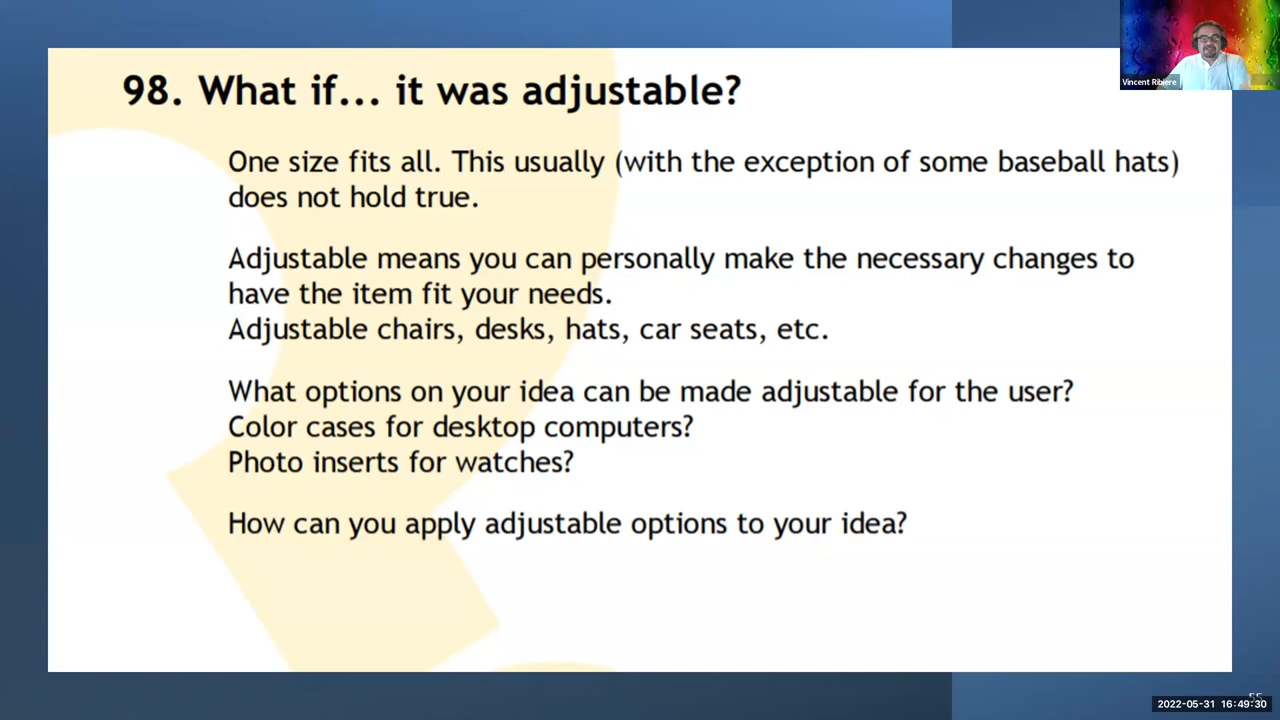 98. What if... it was adjustable?
One size fits all. This usually (with the exception of some baseball hats)
does not hold true.
Adjustable means you can personally make the necessary changes to
have the item fit your needs.
Adjustable chairs, desks, hats, car seats, etc.
What options on your idea can be made adjustable for the user?
Color cases for desktop computers?
Photo inserts for watches?
How can you apply adjustable options to your idea?
Vincent Ribiere
55
2022-05-31 16:49:30